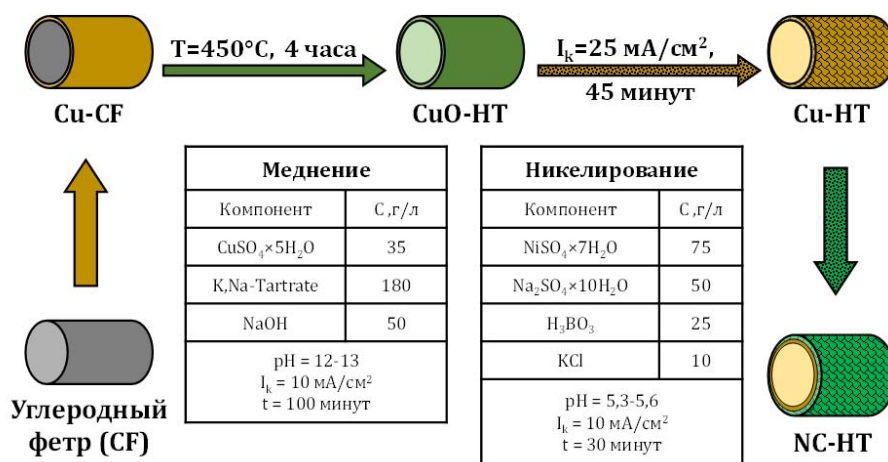 T=450°C, 4 часа
I_k=25 мА/см²,
45 минут
Cu-CF
CuO-HT
Cu-HT
Меднение
Компонент С ,г/л
CuSO₄×5H₂O 35
K,Na-Tartrate 180
NaOH 50
pH = 12-13
I_k = 10 мА/см²
t = 100 минут
Никелирование
Компонент С ,г/л
NiSO₄×7H₂O 75
Na₂SO₄×10H₂O 50
H₃BO₃ 25
KCl 10
pH = 5,3-5,6
I_k = 10 мА/см²
t = 30 минут
Углеродный
фетр (CF)
NC-HT